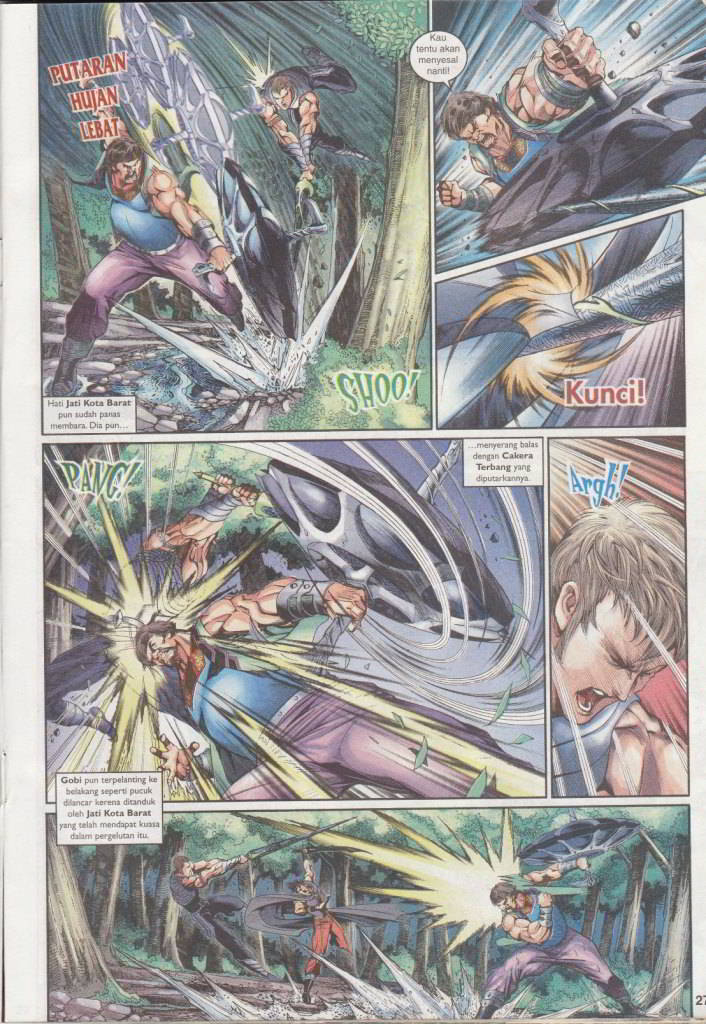 PUTARAN
HUJAN
LEBAT
SHOO!
Hati Jati Kota Barat
pun sudah panas
membara. Dia pun...
Kau
tentu akan
menyesal
nanti!
Kunci!
PANG!
...menyerang balas
dengan Cakera
Terbang yang
diputarkannya.
Argh!
Gobi pun terpelanting ke
belakang seperti pucuk
dilancar kerena ditanduk
oleh Jati Kota Barat
yang telah mendapat kuasa
dalam pergelutan itu.
27